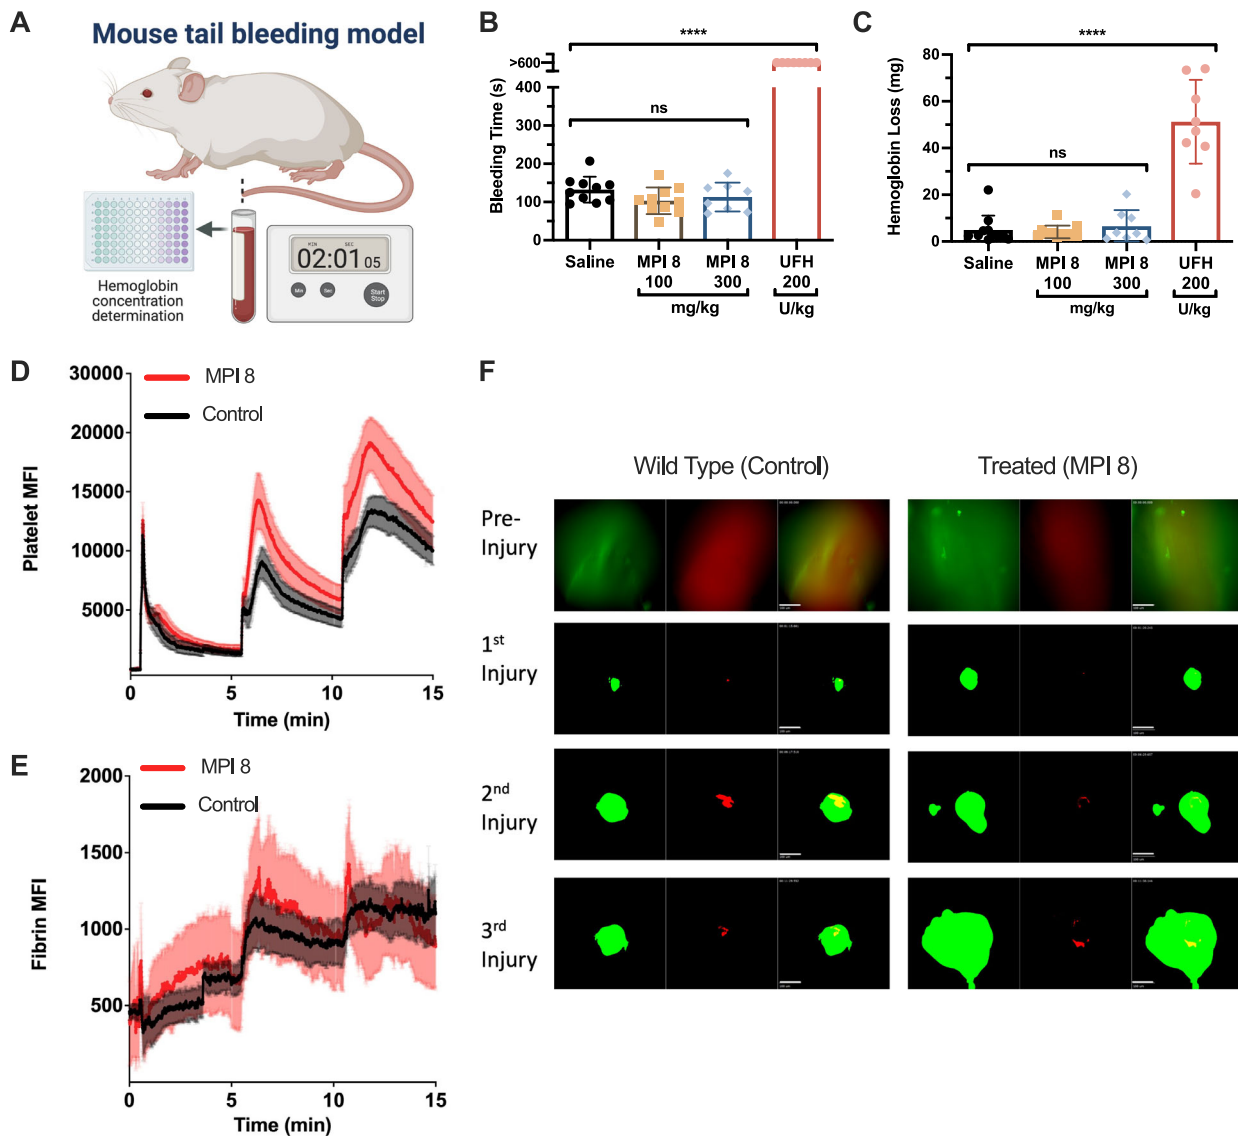 A
Mouse tail bleeding model
MIN SEC
02:01 05
Min
Sec
Start
Stop
Hemoglobin
concentration
determination
B
****
>600
400
300
200
100
0
Bleeding Time (s)
ns
Saline
MPI 8
100
MPI 8
300
UFH
200
mg/kg
U/kg
C
****
80
60
40
20
0
Hemoglobin Loss (mg)
ns
Saline
MPI 8
100
MPI 8
300
UFH
200
mg/kg
U/kg
D
30000
25000
20000
15000
10000
5000
Platelet MFI
MPI 8
Control
0
5
10
15
Time (min)
E
2000
1500
1000
500
Fibrin MFI
MPI 8
Control
0
5
10
15
Time (min)
F
Wild Type (Control)
Treated (MPI 8)
Pre-
Injury
1st
Injury
2nd
Injury
3rd
Injury